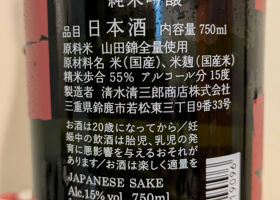 純米吟醸
品目 日本酒 内容量 750ml
原料米 山田錦全量使用
原材料名 米(国産)、米麹(国産米)
精米歩合 55% アルコール分 15度
製造者 清水清三郎商店株式会社
三重県鈴鹿市若松東三丁目9番33号
お酒は20歳になってから/妊
娠中の飲酒は胎児、乳児の発
育に悪影響を与えるおそれが
あります/お酒は楽しく適量を
JAPANESE SAKE
Alc.15% vol. 750ml